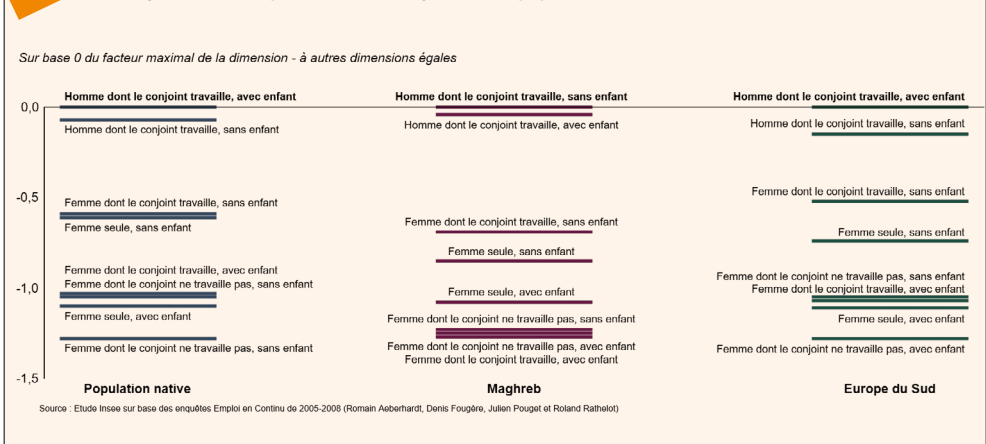 Sur base 0 du facteur maximal de la dimension - à autres dimensions égales
0,0
-0,5
-1,0
-1,5
Homme dont le conjoint travaille, avec enfant
Homme dont le conjoint travaille, sans enfant
Femme dont le conjoint travaille, sans enfant
Femme seule, sans enfant
Femme dont le conjoint travaille, avec enfant
Femme dont le conjoint ne travaille pas, sans enfant
Femme seule, avec enfant
Femme dont le conjoint ne travaille pas, sans enfant
Population native
Homme dont le conjoint travaille, sans enfant
Homme dont le conjoint travaille, avec enfant
Femme dont le conjoint travaille, sans enfant
Femme seule, sans enfant
Femme seule, avec enfant
Femme dont le conjoint ne travaille pas, sans enfant
Femme dont le conjoint ne travaille pas, avec enfant
Femme dont le conjoint travaille, avec enfant
Maghreb
Homme dont le conjoint travaille, avec enfant
Homme dont le conjoint travaille, sans enfant
Femme dont le conjoint travaille, sans enfant
Femme seule, sans enfant
Femme dont le conjoint ne travaille pas, sans enfant
Femme dont le conjoint travaille, avec enfant
Femme seule, avec enfant
Femme dont le conjoint ne travaille pas, avec enfant
Europe du Sud
Source : Etude Insee sur base des enquêtes Emploi en Continu de 2005-2008 (Romain Aeberhardt, Denis Fougère, Julien Pouget et Roland Rathelot)